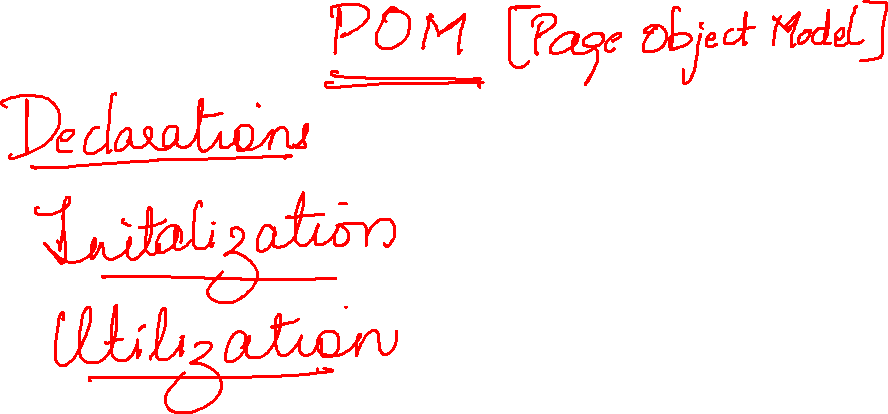 POM [Page Object Model]
Declarations
Initalization
Utilization